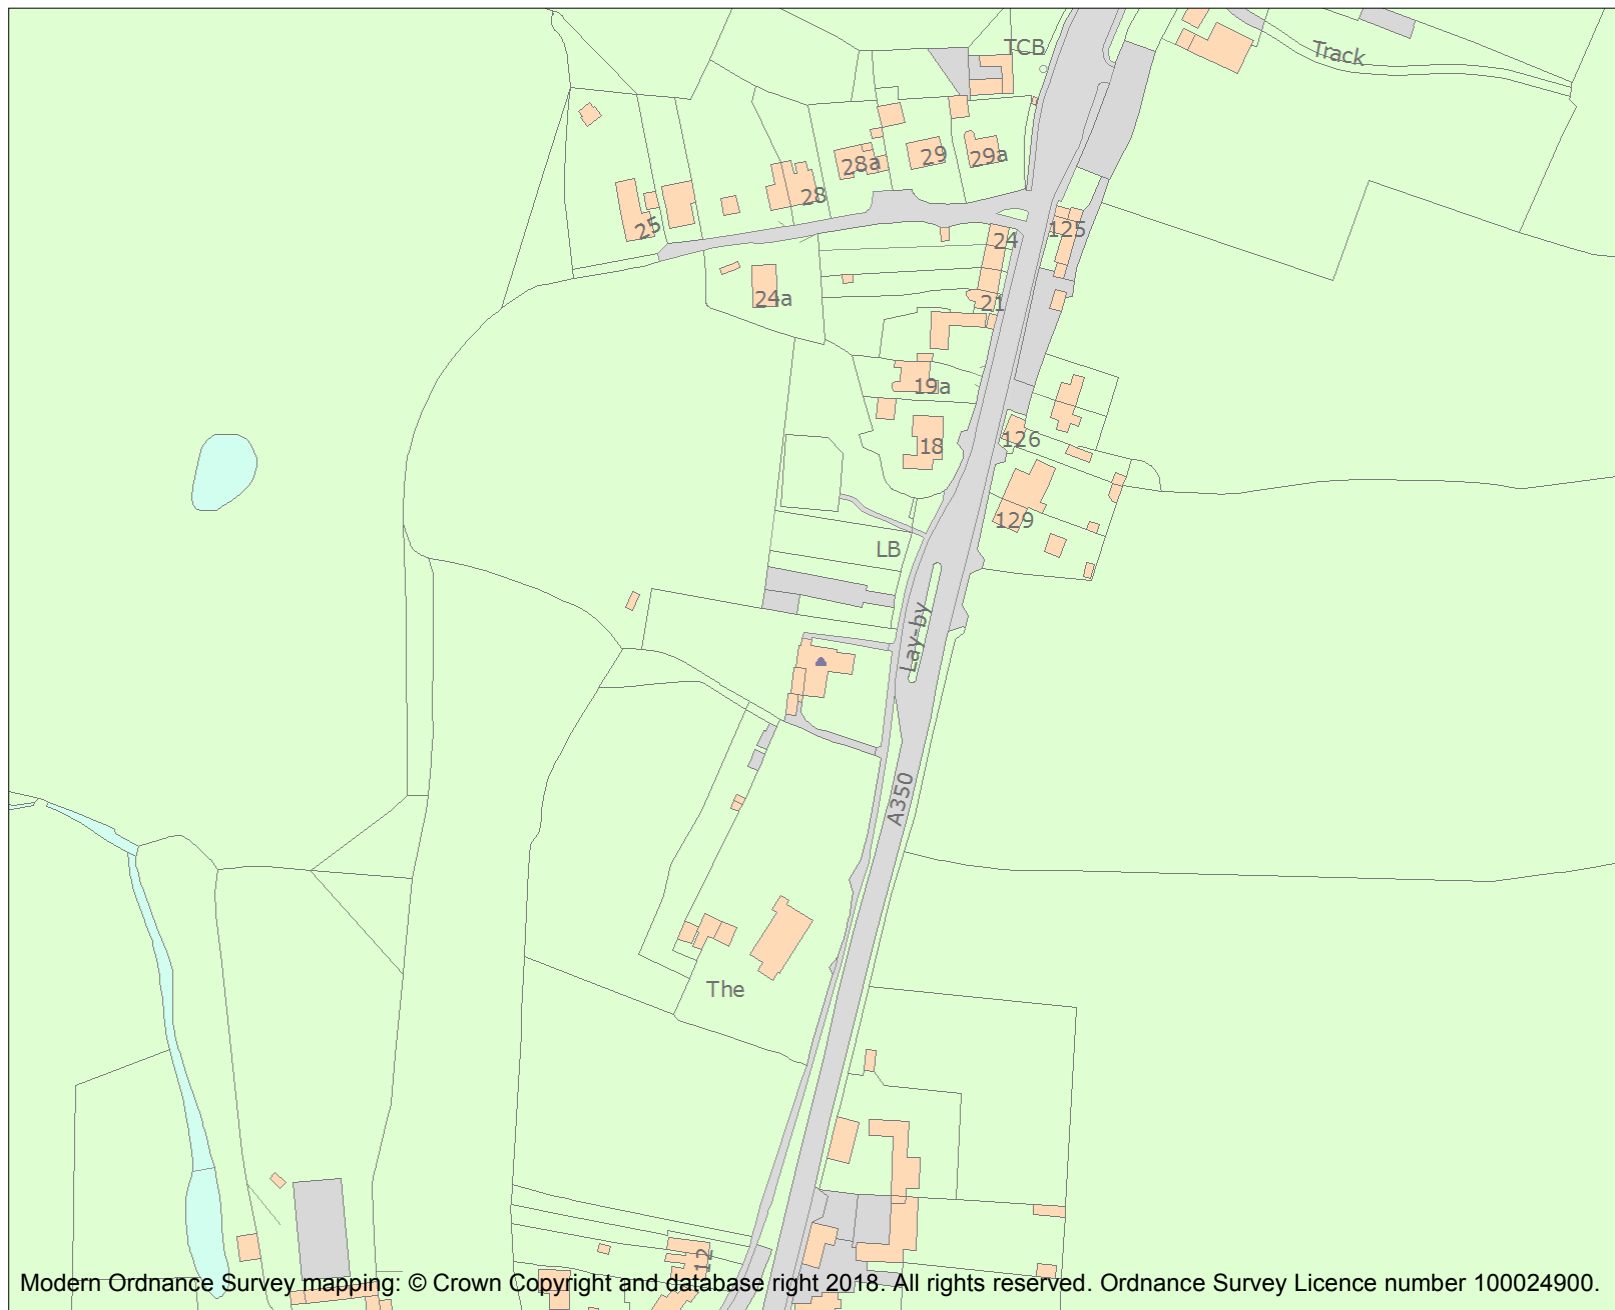 TCB
Track
28a
29
29a
28
25
24
125
24a
21
19a
18
126
129
LB
Lay-by
A350
The
12
Modern Ordnance Survey mapping: © Crown Copyright and database right 2018. All rights reserved. Ordnance Survey Licence number 100024900.